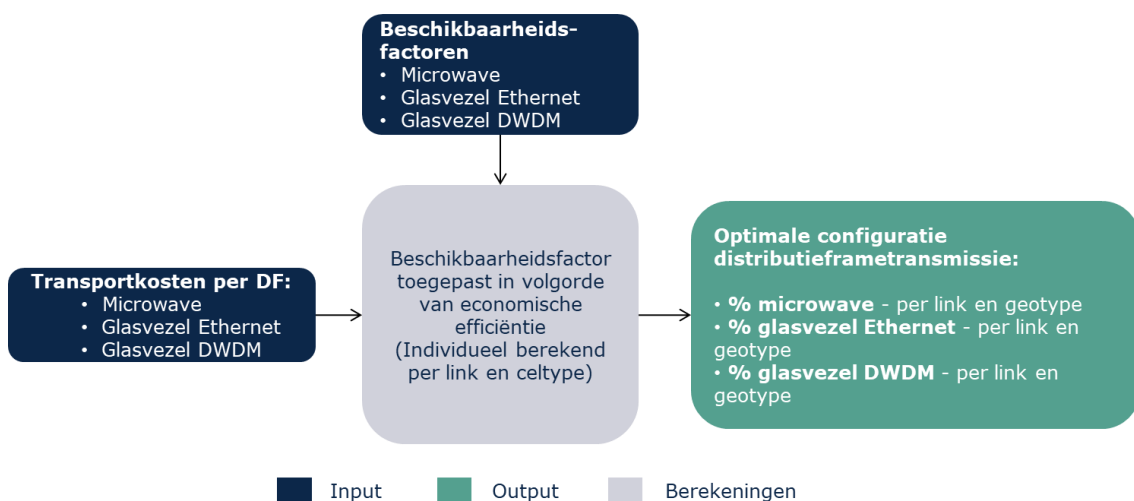 Beschikbaarheids-
factoren
• Microwave
• Glasvezel Ethernet
• Glasvezel DWDM
Transportkosten per DF:
• Microwave
• Glasvezel Ethernet
• Glasvezel DWDM
Beschikbaarheidsfactor
toegepast in volgorde
van economische
efficiëntie
(Individueel berekend
per link en celtype)
Optimale configuratie
distributieframetransmissie:
• % microwave - per link en geotype
• % glasvezel Ethernet - per link en
geotype
• % glasvezel DWDM - per link en
geotype
Input
Output
Berekeningen